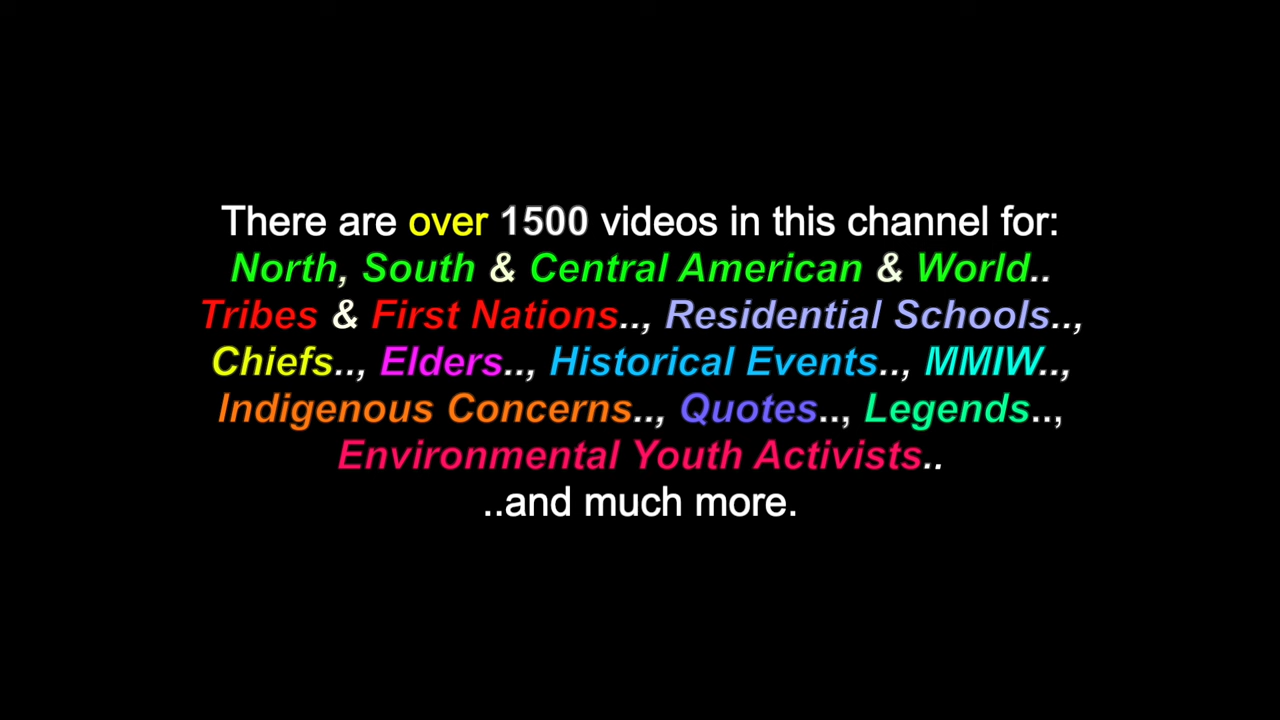 There are over 1500 videos in this channel for:
North, South & Central American & World..
Tribes & First Nations.., Residential Schools..,
Chiefs.., Elders.., Historical Events.., MMIW..,
Indigenous Concerns.., Quotes.., Legends..,
Environmental Youth Activists..
..and much more.